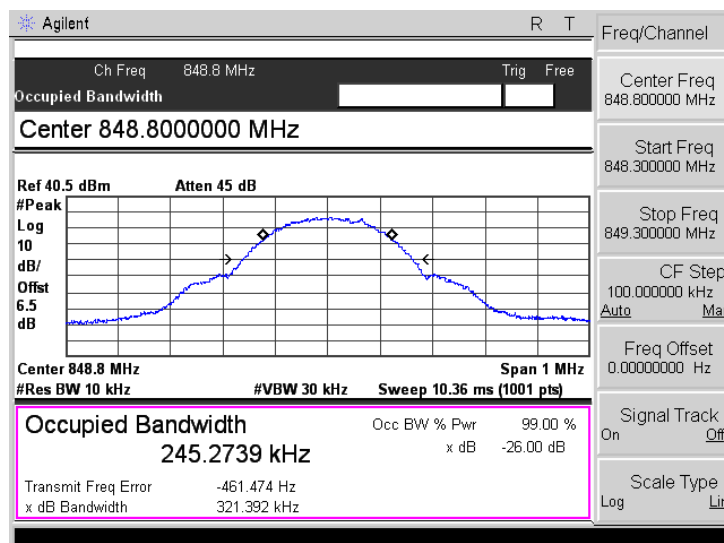 Agilent
R T
Ch Freq 848.8 MHz
Trig Free
Occupied Bandwidth
Center 848.8000000 MHz
Ref 40.5 dBm
Atten 45 dB
#Peak
Log
10
dB/
Offst
6.5
dB
Center 848.8 MHz
Span 1 MHz
#Res BW 10 kHz
#VBW 30 kHz
Sweep 10.36 ms (1001 pts)
Occupied Bandwidth
245.2739 kHz
Occ BW % Pwr 99.00 %
x dB -26.00 dB
Transmit Freq Error -461.474 Hz
x dB Bandwidth 321.392 kHz
Freq/Channel
Center Freq
848.800000 MHz
Start Freq
848.300000 MHz
Stop Freq
849.300000 MHz
CF Step
100.000000 kHz
Auto Ma
Freq Offset
0.00000000 Hz
Signal Track
On Off
Scale Type
Log Lin